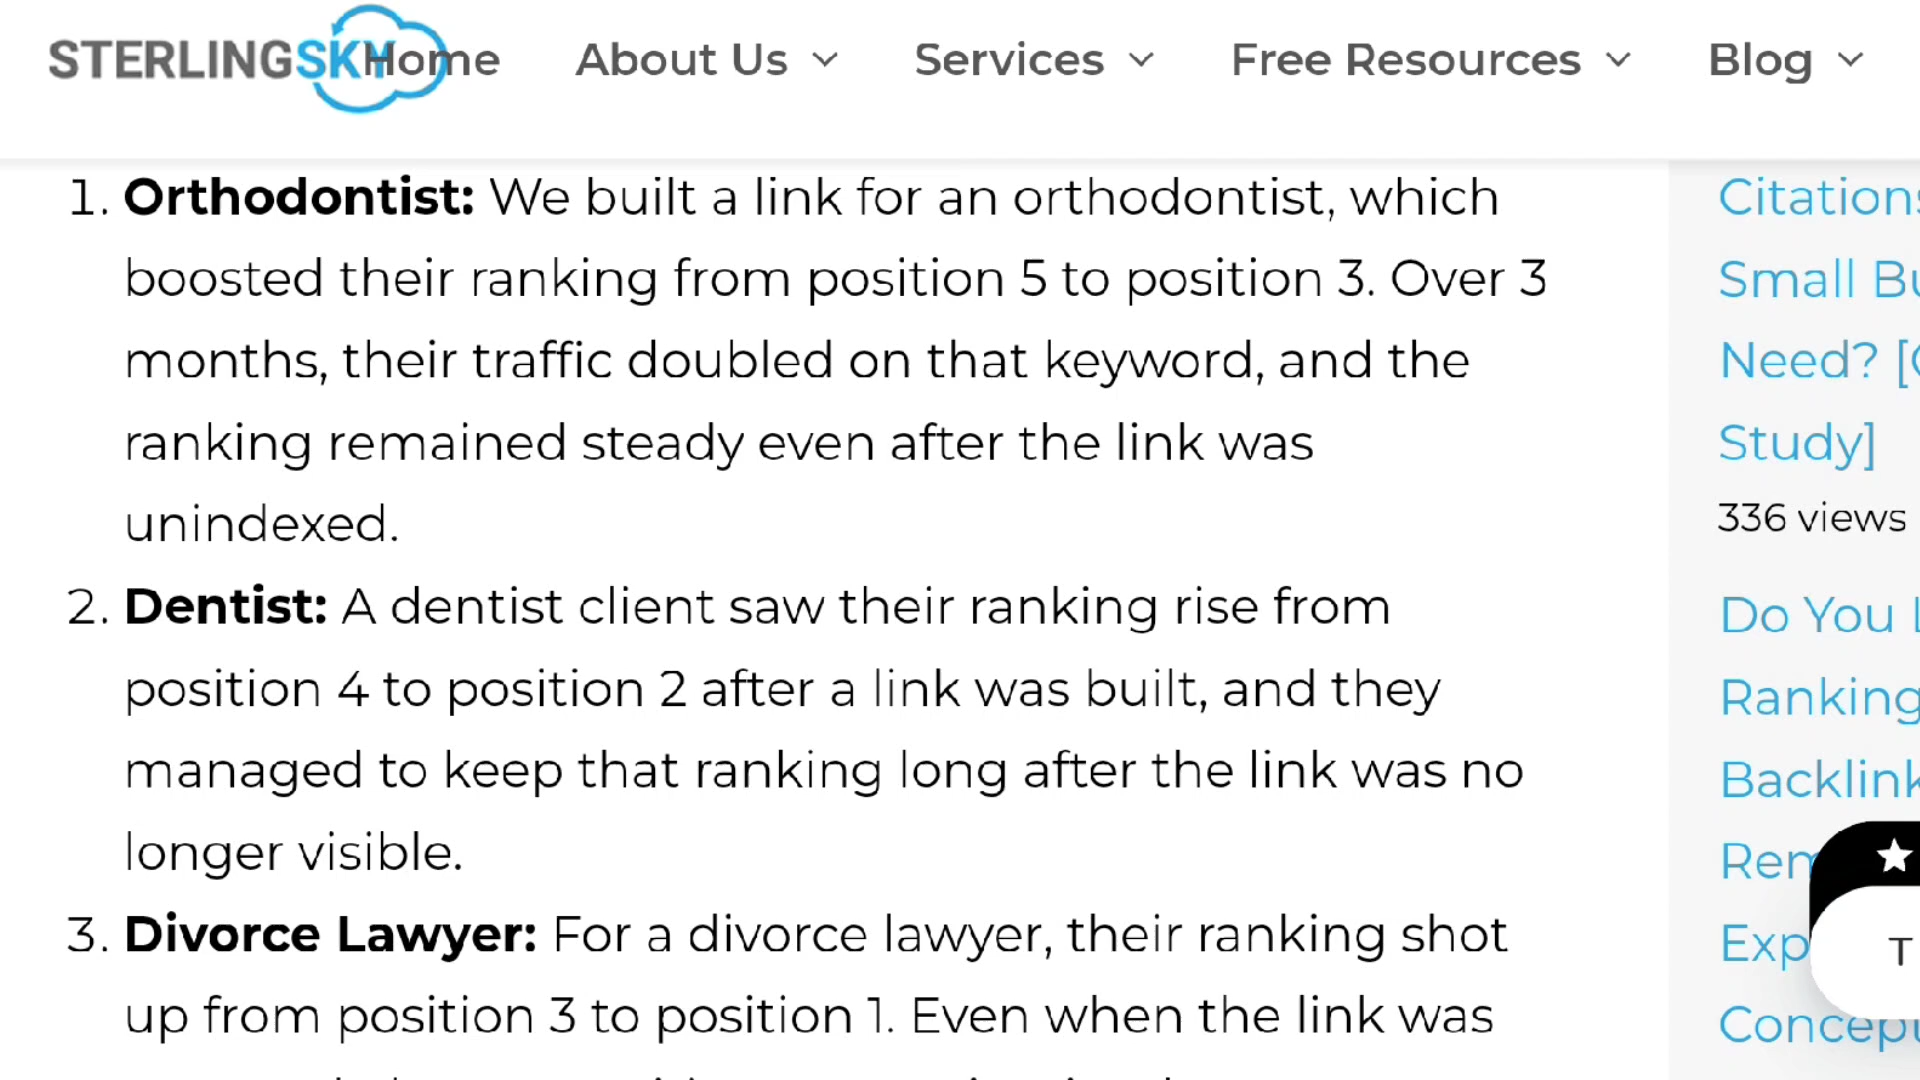 STERLINGSKY Home About Us Services Free Resources Blog
1. Orthodontist: We built a link for an orthodontist, which
boosted their ranking from position 5 to position 3. Over 3
months, their traffic doubled on that keyword, and the
ranking remained steady even after the link was
unindexed.
2. Dentist: A dentist client saw their ranking rise from
position 4 to position 2 after a link was built, and they
managed to keep that ranking long after the link was no
longer visible.
3. Divorce Lawyer: For a divorce lawyer, their ranking shot
up from position 3 to position 1. Even when the link was
Citations
Small
Need?
Study]
336 views
Do You
Ranking
T